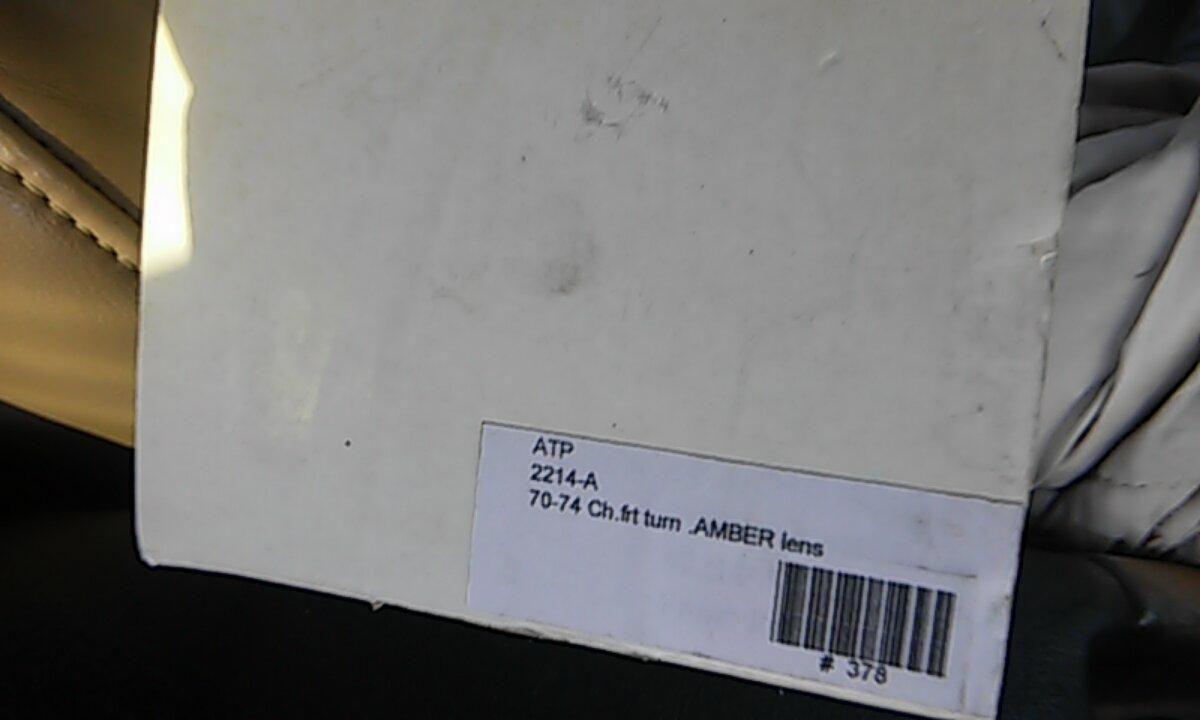 ATP
2214-A
70-74 Ch.frt turn .AMBER lens
# 378